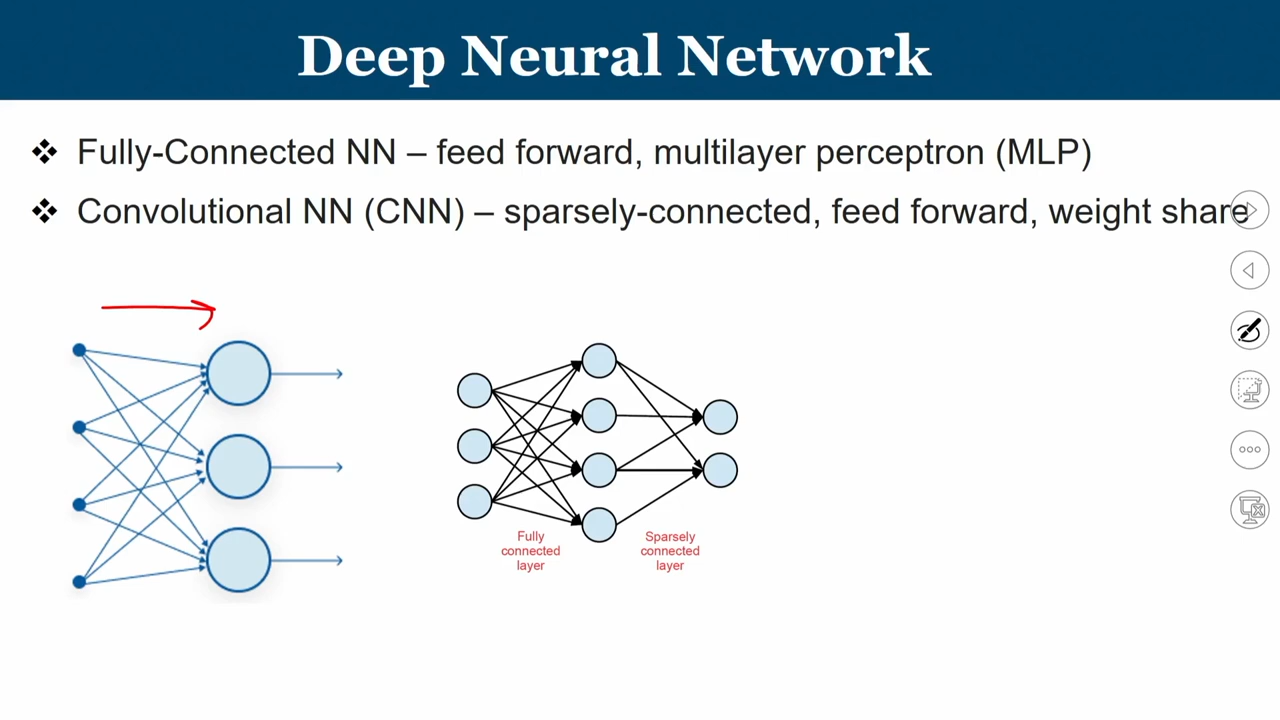 Deep Neural Network
❖ Fully-Connected NN – feed forward, multilayer perceptron (MLP)
❖ Convolutional NN (CNN) – sparsely-connected, feed forward, weight share
Fully
connected
layer
Sparsely
connected
layer